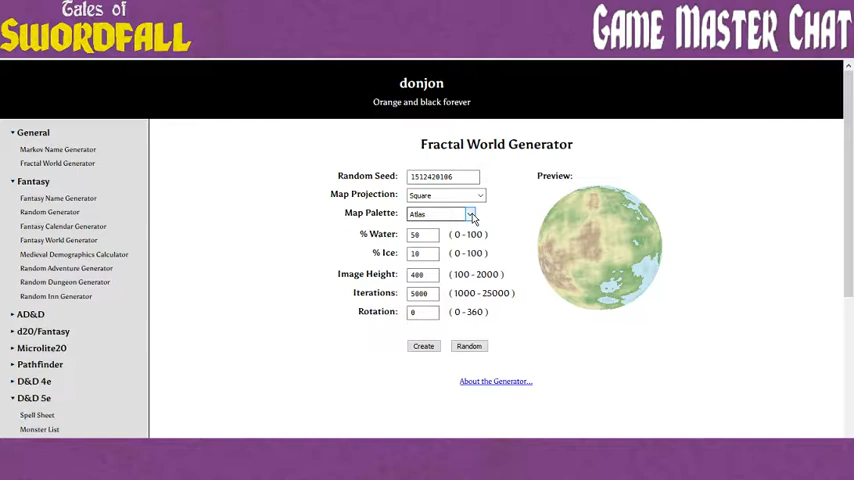 Tales of
SWORDFALL
GAME MASTER CHAT
donjon
Orange and black forever
General
Markov Name Generator
Fractal World Generator
Fantasy
Fantasy Name Generator
Random Generator
Fantasy Calendar Generator
Fantasy World Generator
Medieval Demographics Calculator
Random Adventure Generator
Random Dungeon Generator
Random Inn Generator
AD&D
d20/Fantasy
Microlite20
Pathfinder
D&D 4e
D&D 5e
Spell Sheet
Monster List
Fractal World Generator
Random Seed: 1512420106
Map Projection: Square
Map Palette: Atlas
% Water: 50 ( 0-100 )
% Ice: 10 ( 0-100 )
Image Height: 400 ( 100-2000 )
Iterations: 5000 ( 1000-25000 )
Rotation: 0 ( 0-360 )
Create Random
About the Generator...
Preview: